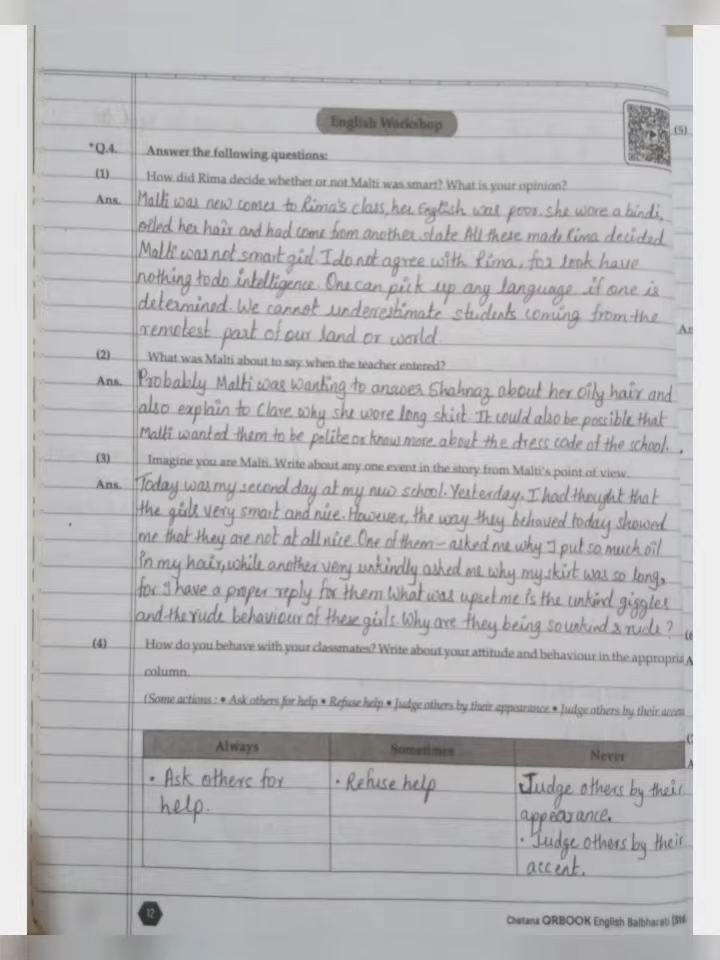 English Workshop
(5)
*Q.4. Answer the following questions:
(1) How did Rima decide whether or not Malti was smart? What is your opinion?
Ans. Malti was new comer to Rima's class, her English was poor. she wore a bindi,
oiled her hair and had come from another state All these made Rima decided
Malti was not smart girl. I do not agree with Rima, for look have
nothing to do intelligence. One can pick up any language if one is
determined. We cannot underestimate students coming from the
remotest part of our land or world.
An
(2) What was Malti about to say when the teacher entered?
Ans. Probably Malti was wanting to answer Shahnaz about her oily hair and
also explain to Clare why she wore long skirt. It could also be possible that
Malti wanted them to be polite or know more about the dress code of the school.
(3) Imagine you are Malti. Write about any one event in the story from Malti's point of view.
Ans. Today was my second day at my new school. Yesterday, I had thought that
the girls very smart and nice. However, the way they behaved today showed
me that they are not at all nice One of them - asked me why I put so much oil
in my hair, while another very unkindly asked me why my skirt was so long,
for I have a proper reply for them What was upset me is the unkind giggles
and the rude behaviour of these girls. Why are they being so unkind & rude?
(4) How do you behave with your classmates? Write about your attitude and behaviour in the appropria
column.
(Some actions : • Ask others for help • Refuse help • Judge others by their appearance • Judge others by their accen
Always Sometimes Never
• Ask others for • Refuse help Judge others by their
help. appearance.
• Judge others by their
accent.
12 Chetana QRBOOK English Balbharati